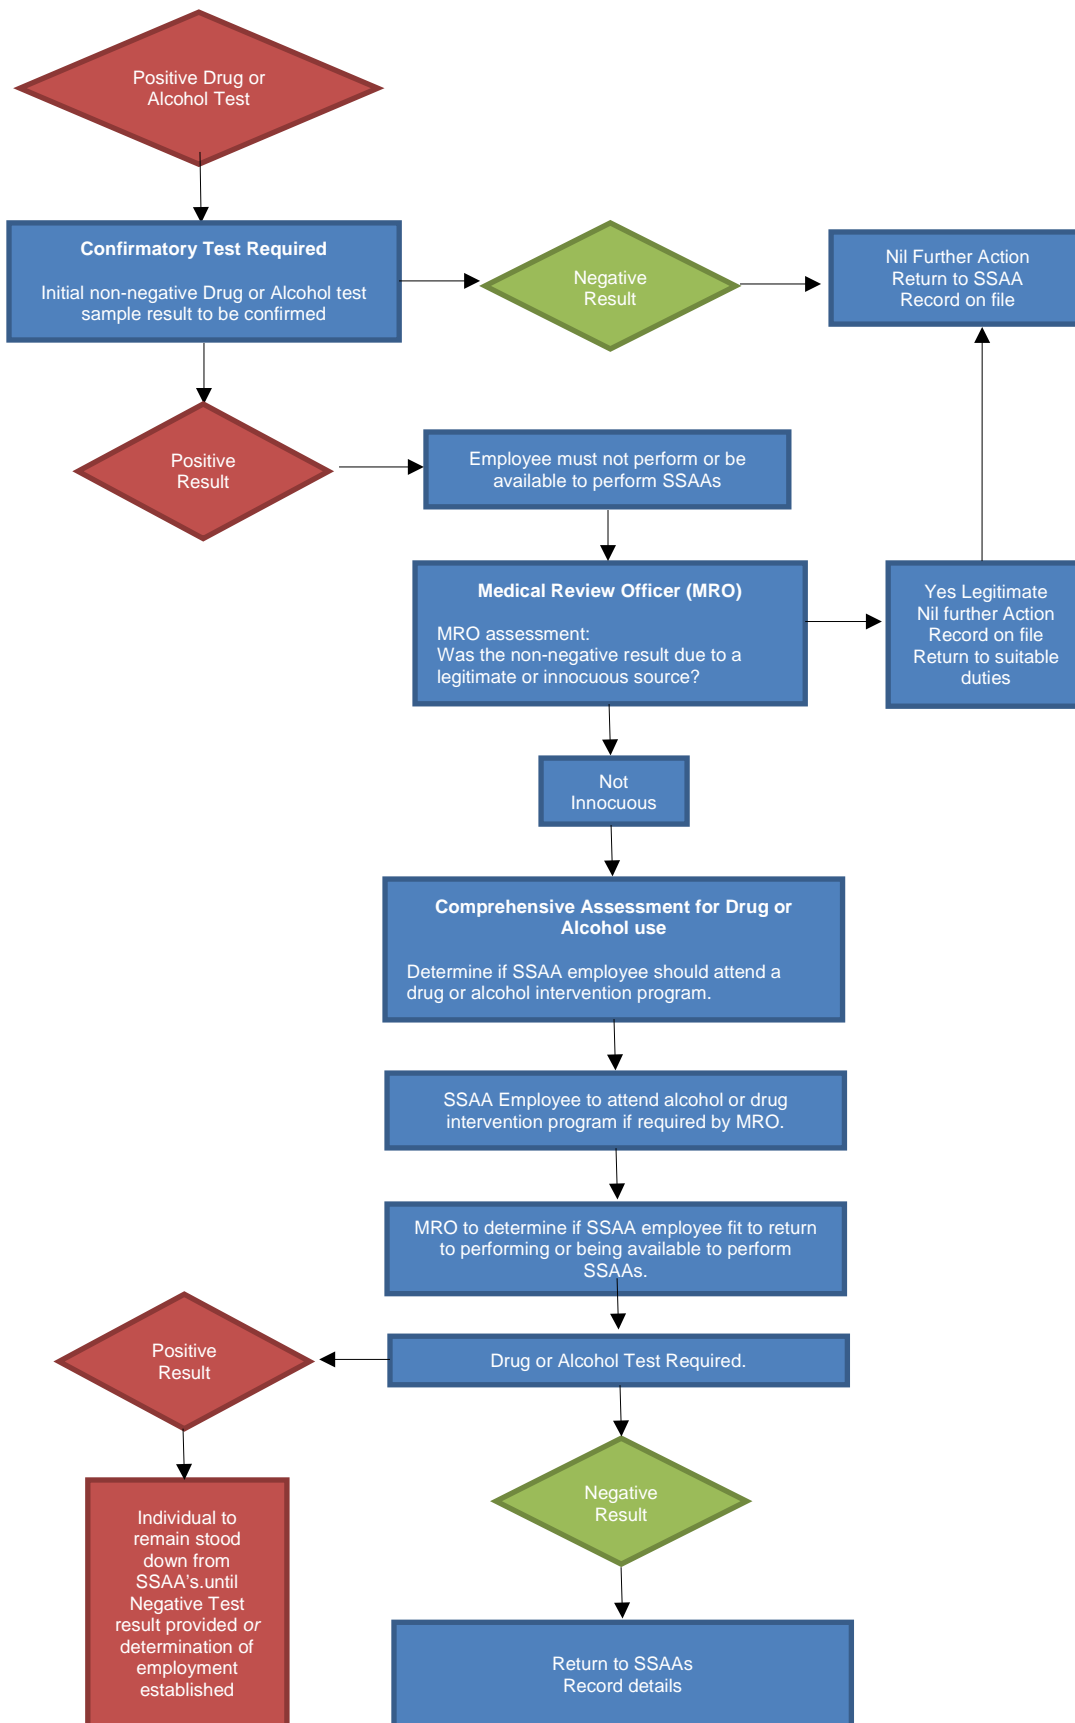 Positive Drug or
Alcohol Test
Confirmatory Test Required
Initial non-negative Drug or Alcohol test
sample result to be confirmed
Negative
Result
Nil Further Action
Return to SSAA
Record on file
Positive
Result
Employee must not perform or be
available to perform SSAAs
Medical Review Officer (MRO)
MRO assessment:
Was the non-negative result due to a
legitimate or innocuous source?
Yes Legitimate
Nil further Action
Record on file
Return to suitable
duties
Not
Innocuous
Comprehensive Assessment for Drug or
Alcohol use
Determine if SSAA employee should attend a
drug or alcohol intervention program.
SSAA Employee to attend alcohol or drug
intervention program if required by MRO.
MRO to determine if SSAA employee fit to return
to performing or being available to perform
SSAAs.
Drug or Alcohol Test Required.
Positive
Result
Negative
Result
Individual to
remain stood
down from
SSAA's.until
Negative Test
result provided or
determination of
employment
established
Return to SSAAs
Record details